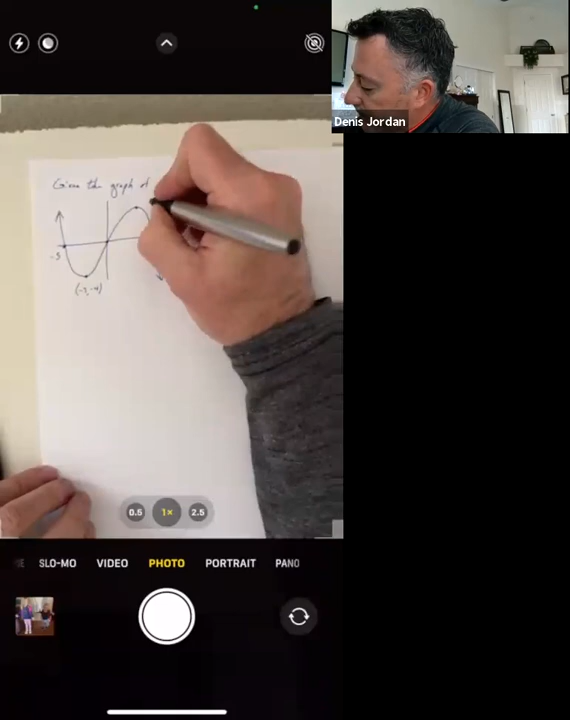 Denis Jordan
Given the graph of
-5
(-3,-4)
0.5 1× 2.5
SLO-MO VIDEO PHOTO PORTRAIT PANO